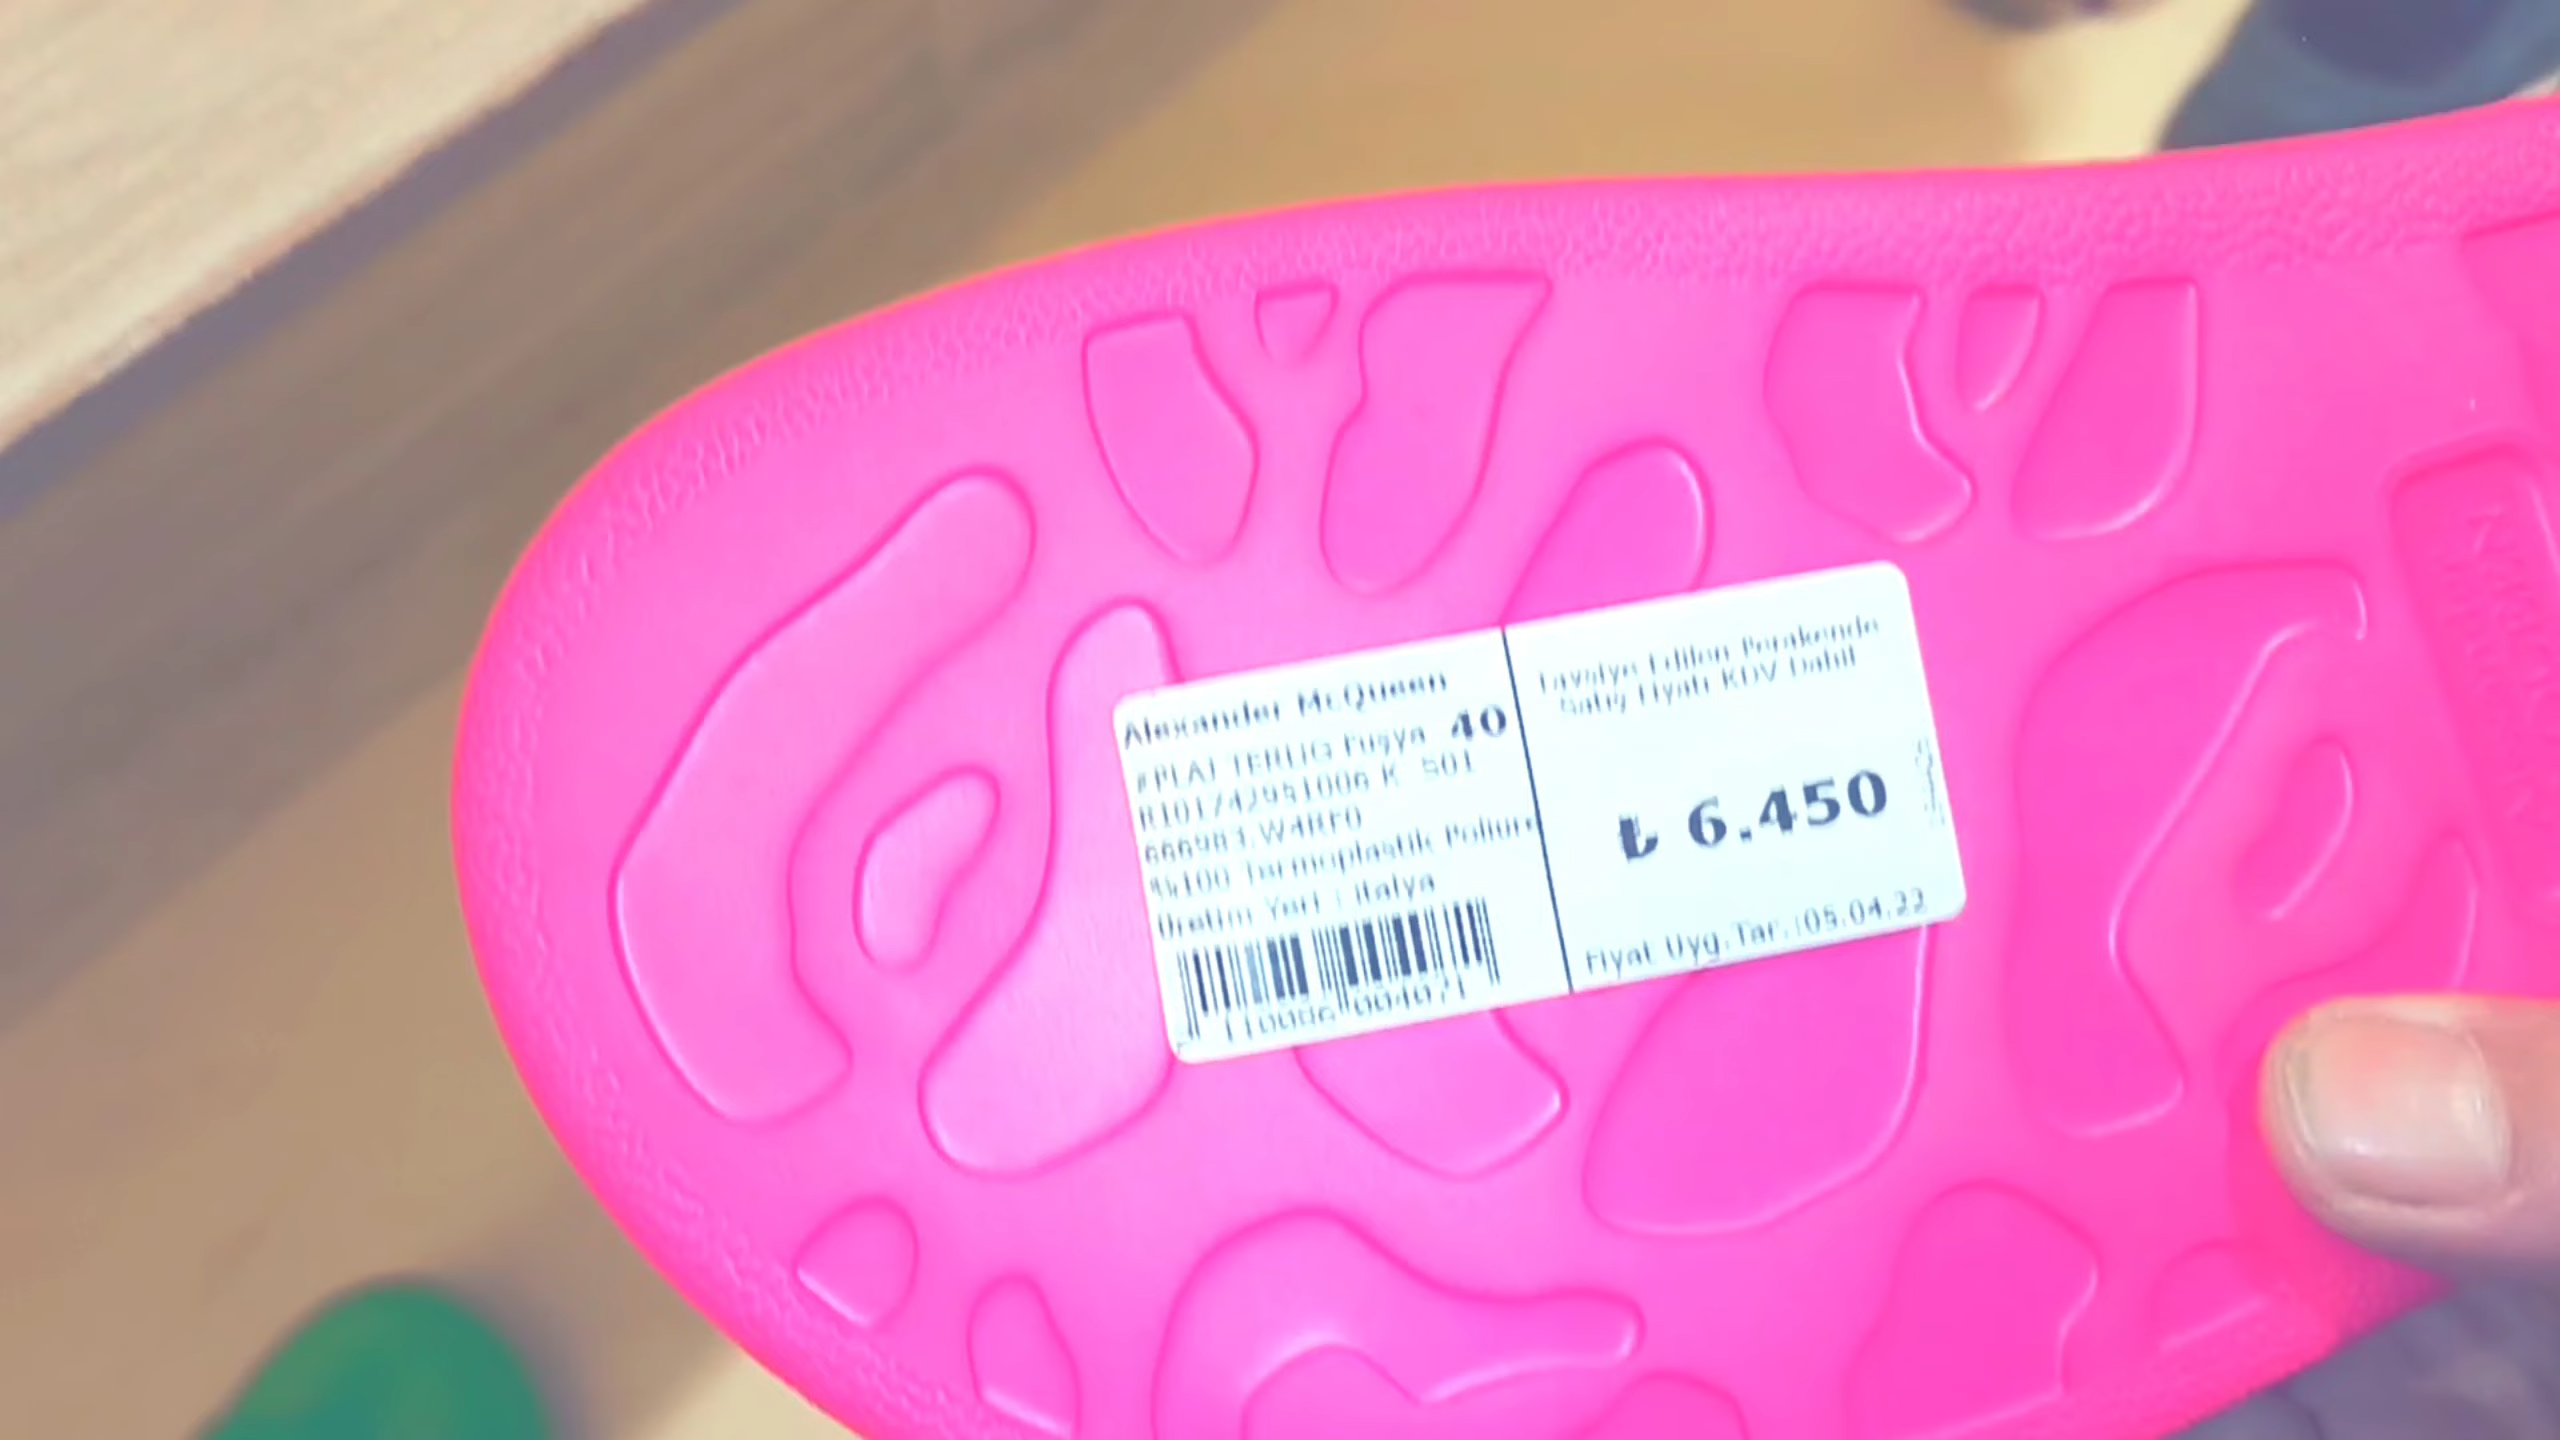 Alexander McQueen
#PLAT TERLIG Fuşya 40
666983.W4RF0
%100 Termoplastik Poliüre
Üretim Yeri : İtalya
Tavsiye Edilen Perakende
Satış Fiyatı KDV Dahil
₺ 6.450
Fiyat Uyg.Tar.:05.04.22